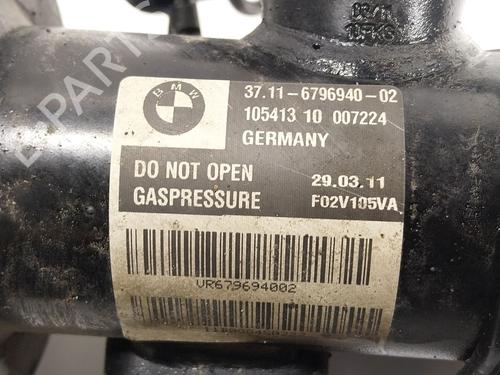 BMW
37.11-6796940-02
105413 10 007224
GERMANY
DO NOT OPEN
GASPRESSURE
29.03.11
F02V105VA
VR679694002